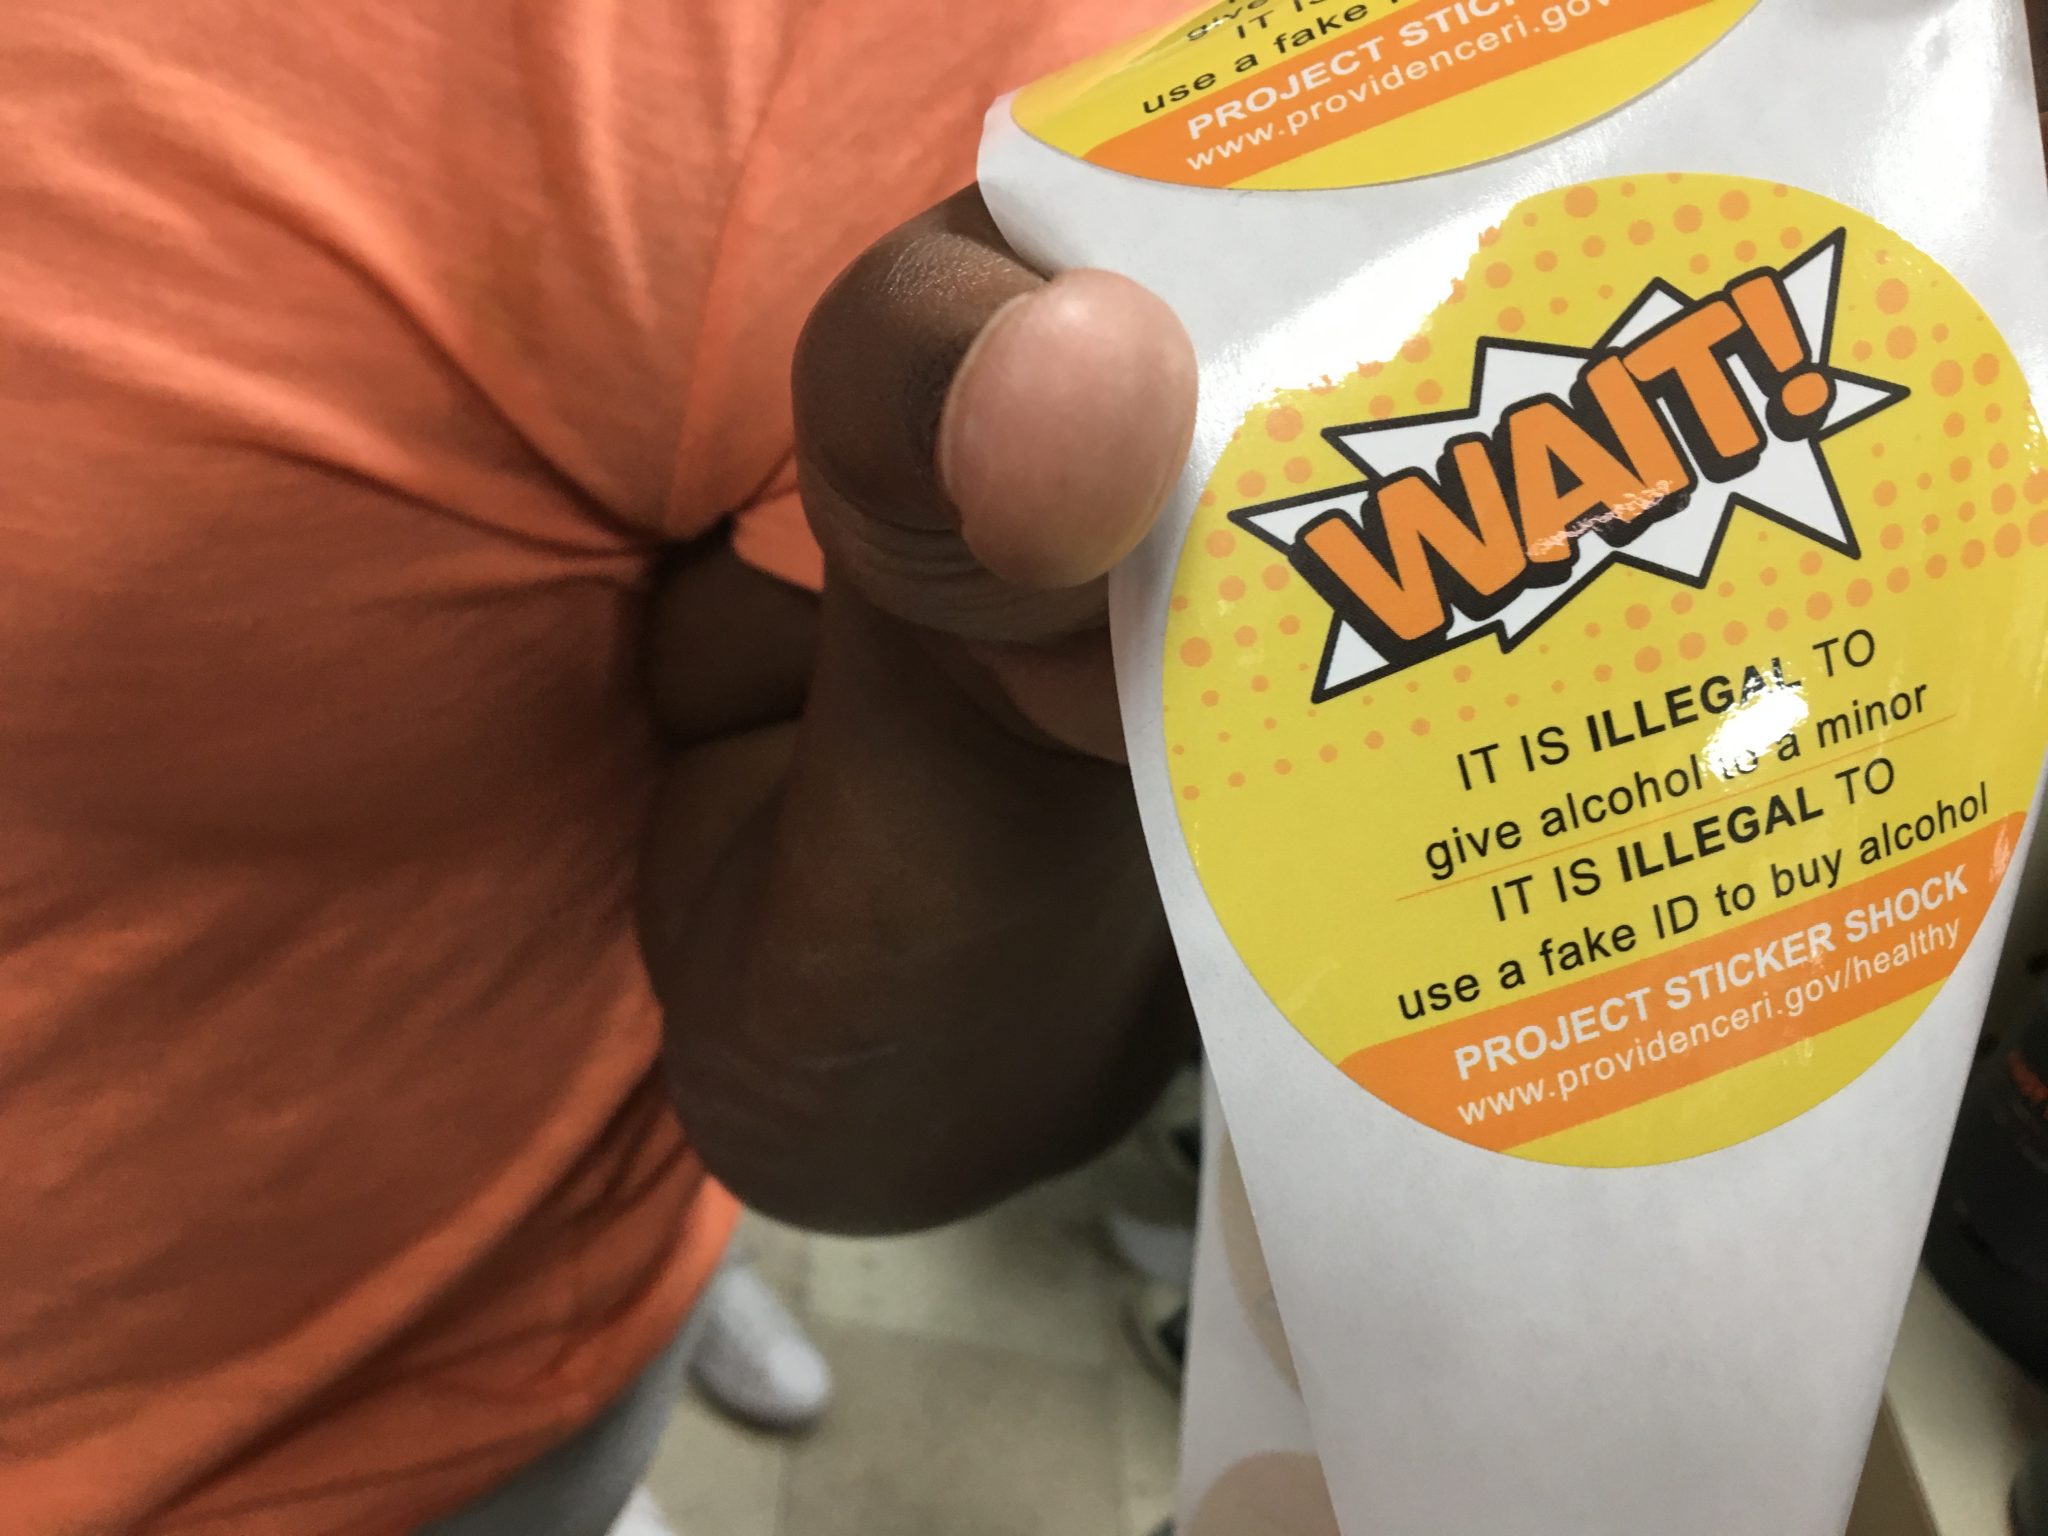 use a fake
PROJECT
www.providenceri.gov
WAIT!
IT IS ILLEGAL TO
give alcohol to a minor
IT IS ILLEGAL TO
use a fake ID to buy alcohol
PROJECT STICKER SHOCK
www.providenceri.gov/healthy